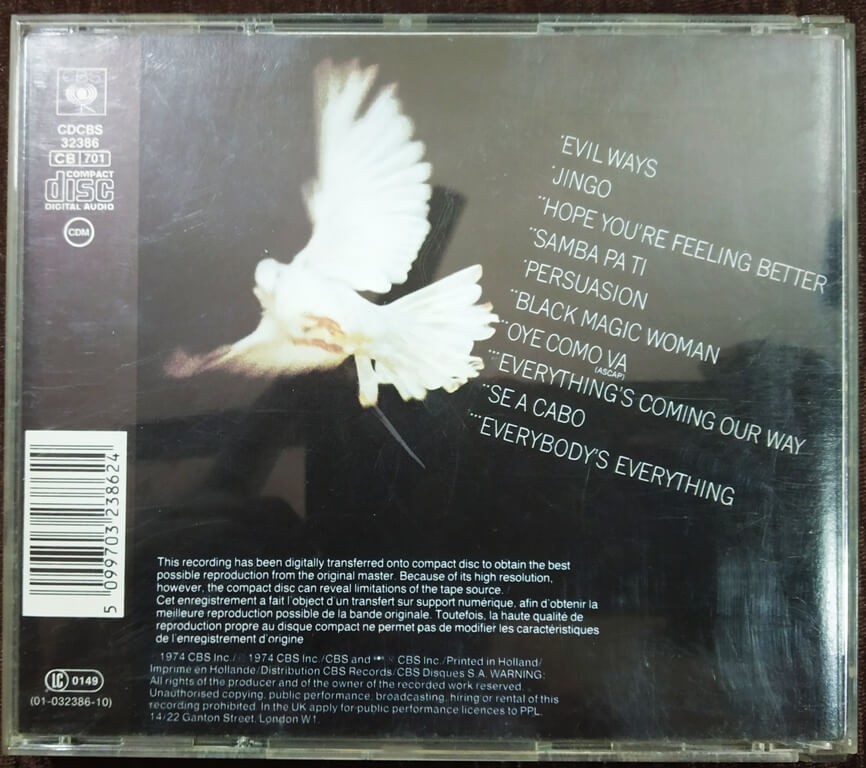 CBS
CDCBS
32386
CB 701
COMPACT
disc
DIGITAL AUDIO
CDM
·EVIL WAYS
·JINGO
··HOPE YOU'RE FEELING BETTER
··SAMBA PA TI
·PERSUASION
··BLACK MAGIC WOMAN
··OYE COMO VA
(ASCAP)
···EVERYTHING'S COMING OUR WAY
··SE A CABO
···EVERYBODY'S EVERYTHING
5 099703 238624
This recording has been digitally transferred onto compact disc to obtain the best
possible reproduction from the original master. Because of its high resolution,
however, the compact disc can reveal limitations of the tape source.
Cet enregistrement a fait l'object d'un transfert sur support numérique, afin d'obtenir la
meilleure reproduction possible de la bande originale. Toutefois, la haute qualité de
reproduction propre au disque compact ne permet pas de modifier les caractéristiques
de l'enregistrement d'origine
1974 CBS Inc./ 1974 CBS Inc./CBS and CBS Inc./Printed in Holland/
Imprimé en Hollande/Distribution CBS Records/CBS Disques S.A. WARNING:
All rights of the producer and of the owner of the recorded work reserved.
Unauthorised copying, public performance, broadcasting, hiring or rental of this
recording prohibited. In the UK apply for public performance licences to PPL,
14/22 Ganton Street, London W1.
LC 0149
(01-032386-10)